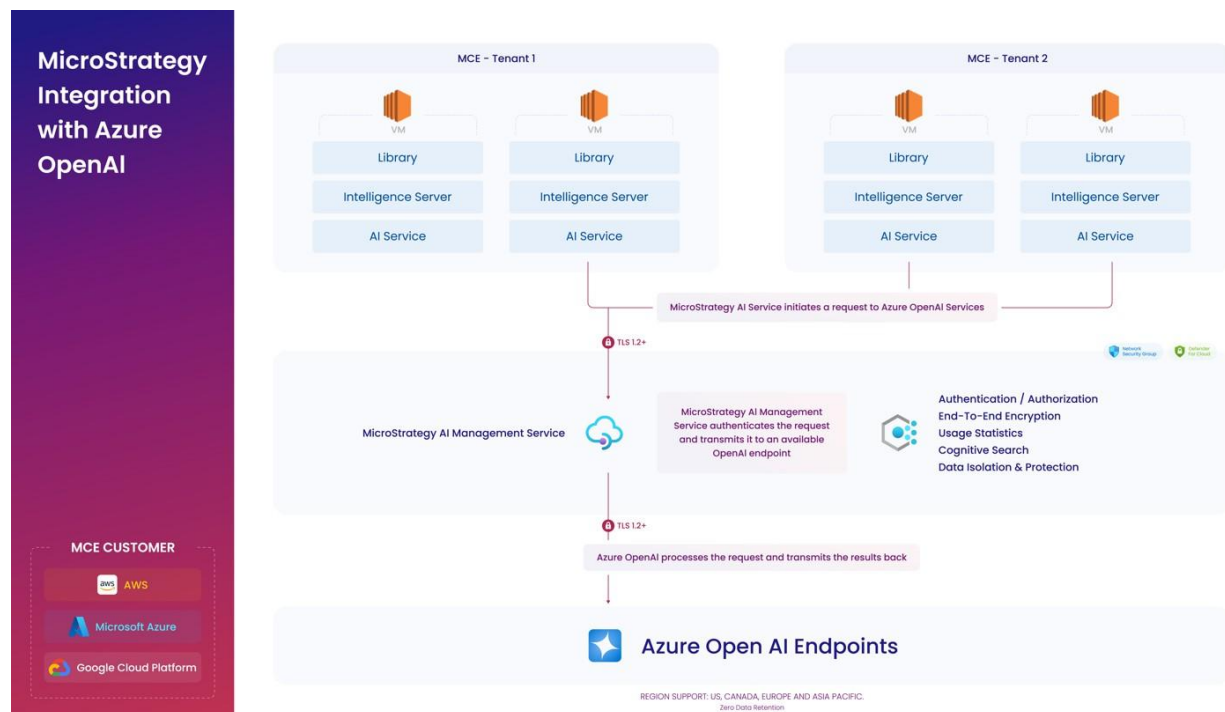 MicroStrategy
Integration
with Azure
OpenAI
MCE CUSTOMER
aws AWS
Microsoft Azure
Google Cloud Platform
MCE - Tenant 1
VM
VM
Library
Library
Intelligence Server
Intelligence Server
AI Service
AI Service
MCE - Tenant 2
VM
VM
Library
Library
Intelligence Server
Intelligence Server
AI Service
AI Service
MicroStrategy AI Service initiates a request to Azure OpenAI Services
TLS 1.2+
Network
Security Group
Defender
For Cloud
MicroStrategy AI Management Service
MicroStrategy AI Management
Service authenticates the request
and transmits it to an available
OpenAI endpoint
Authentication / Authorization
End-To-End Encryption
Usage Statistics
Cognitive Search
Data Isolation & Protection
TLS 1.2+
Azure OpenAI processes the request and transmits the results back
Azure Open AI Endpoints
REGION SUPPORT: US, CANADA, EUROPE AND ASIA PACIFIC.
Zero Data Retention